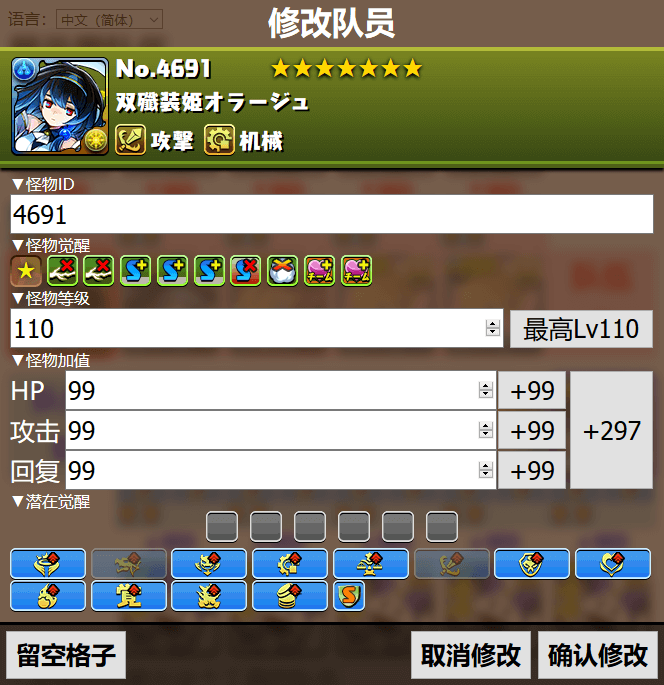 语言： 中文（简体）
修改队员
No.4691 ★★★★★★★
双殲装姫オラージュ
攻撃 机械
▼怪物ID
4691
▼怪物觉醒
▼怪物等级
110 最高Lv110
▼怪物加值
HP 99 +99
攻击 99 +99 +297
回复 99 +99
▼潜在觉醒
留空格子 取消修改 确认修改